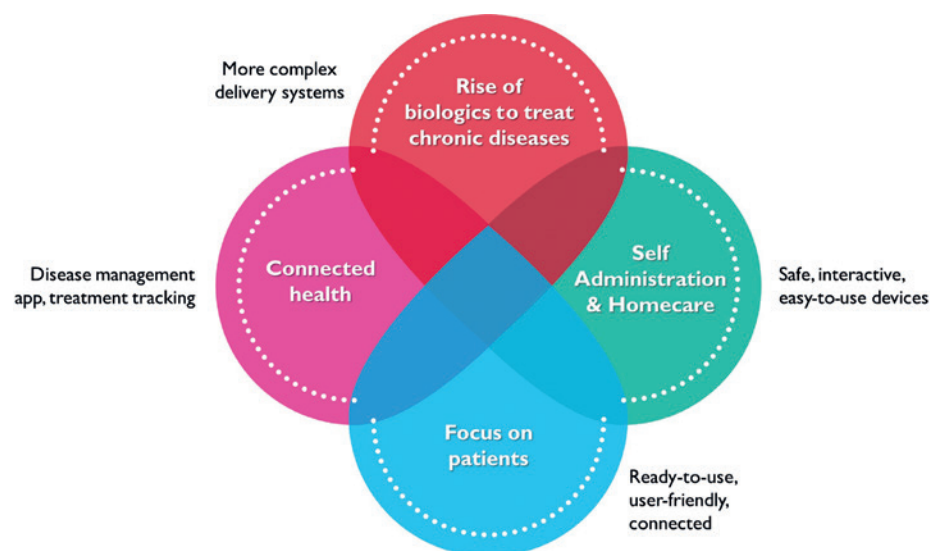 More complex
delivery systems
Rise of
biologics to treat
chronic diseases
Connected
health
Disease management
app, treatment tracking
Self
Administration
& Homecare
Safe, interactive,
easy-to-use devices
Focus on
patients
Ready-to-use,
user-friendly,
connected